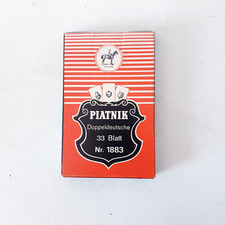 PIATNIK
Doppeldeutsche
33 Blatt
Nr. 1883